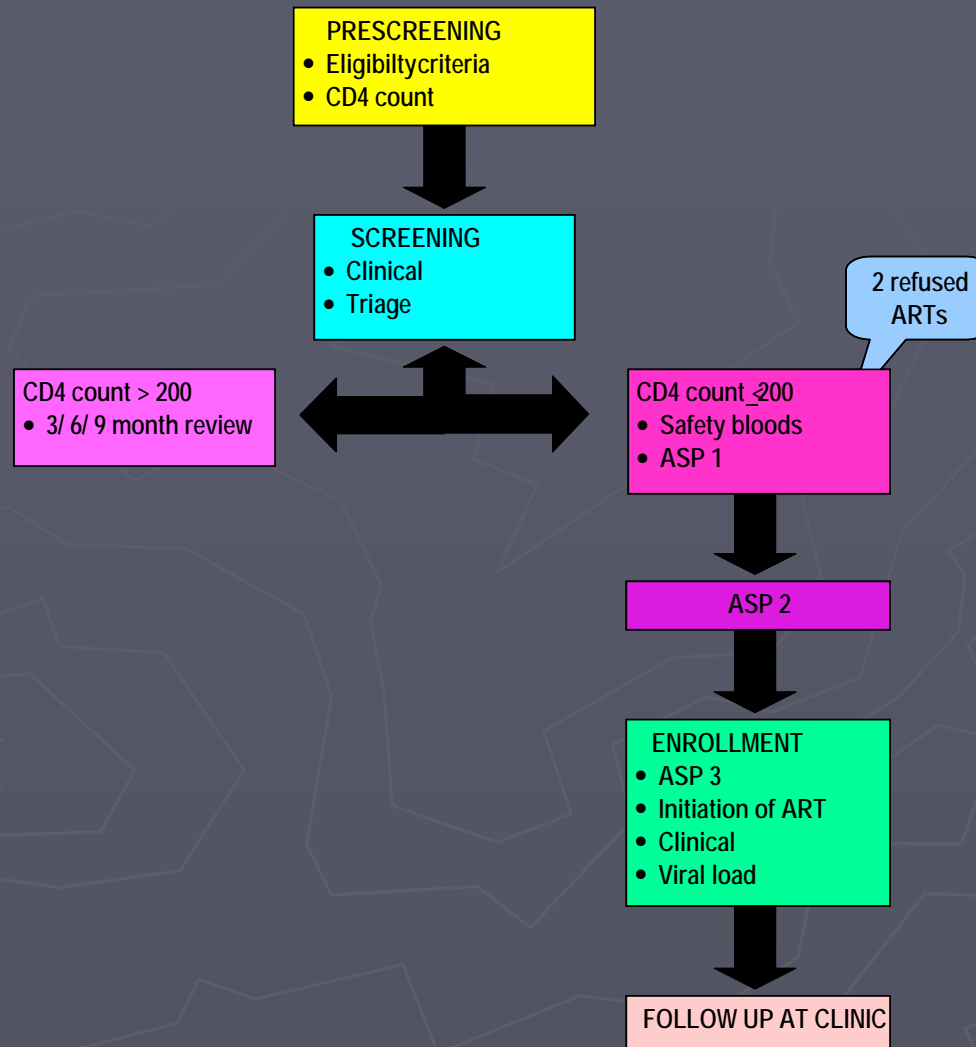 PRESCREENING
• Eligibiltycriteria
• CD4 count
SCREENING
• Clinical
• Triage
2 refused
ARTs
CD4 count > 200
• 3/ 6/ 9 month review
CD4 count ≤200
• Safety bloods
• ASP 1
ASP 2
ENROLLMENT
• ASP 3
• Initiation of ART
• Clinical
• Viral load
FOLLOW UP AT CLINIC